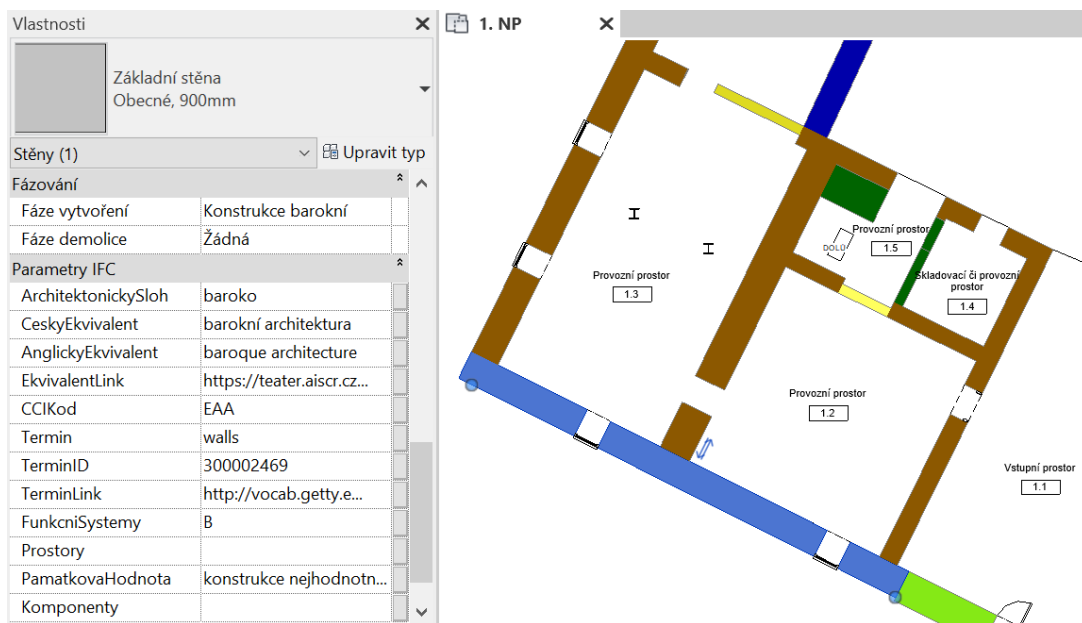 Vlastnosti
Základní stěna
Obecné, 900mm
Stěny (1)
Upravit typ
Fázování
Fáze vytvoření Konstrukce barokní
Fáze demolice Žádná
Parametry IFC
ArchitektonickySloh baroko
CeskyEkvivalent barokní architektura
AnglickyEkvivalent baroque architecture
EkvivalentLink https://teater.aiscr.cz...
CCIKod EAA
Termin walls
TerminID 300002469
TerminLink http://vocab.getty.e...
FunkcniSystemy B
Prostory
PamatkovaHodnota konstrukce nejhodnotn...
Komponenty
1. NP
Provozní prostor
1.5
DOLŮ
Skladovací či provozní
prostor
1.4
Provozní prostor
1.3
Provozní prostor
1.2
Vstupní prostor
1.1